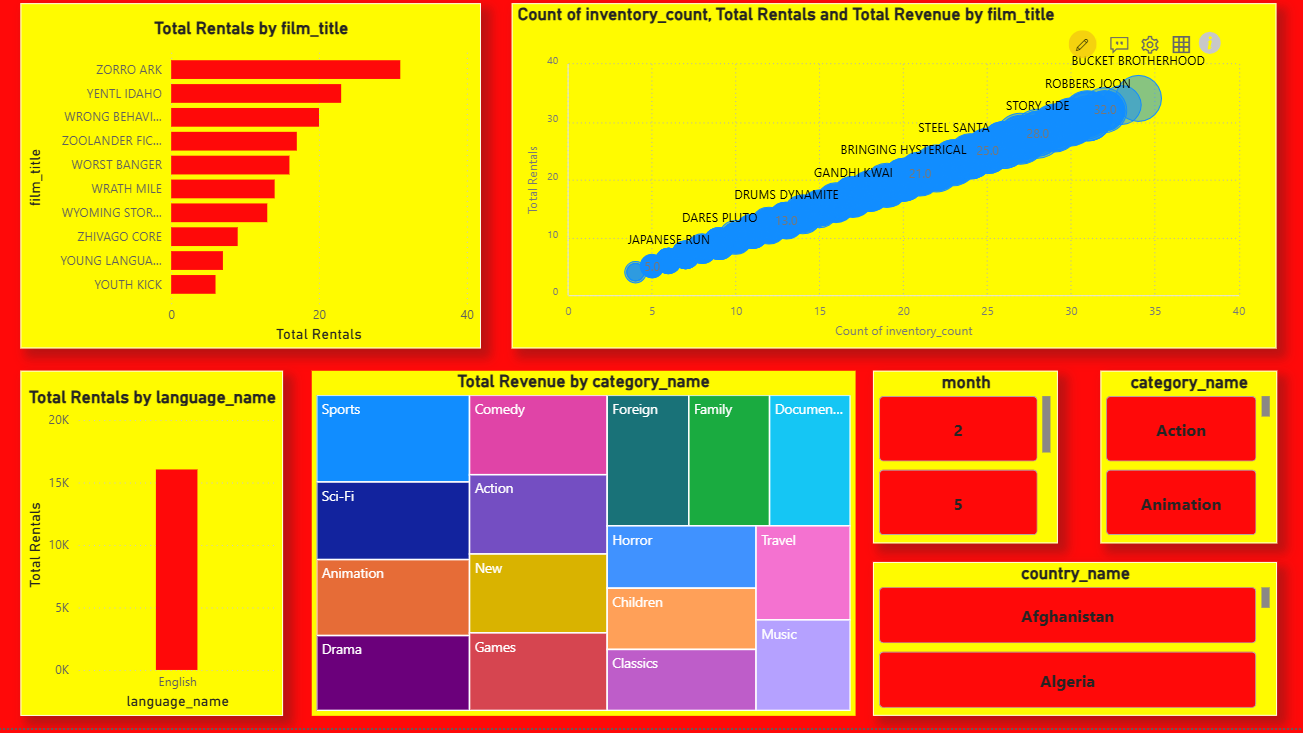 Total Rentals by film_title
film_title
ZORRO ARK
YENTL IDAHO
WRONG BEHAVI...
ZOOLANDER FIC...
WORST BANGER
WRATH MILE
WYOMING STOR...
ZHIVAGO CORE
YOUNG LANGUA...
YOUTH KICK
0 20 40
Total Rentals
Count of inventory_count, Total Rentals and Total Revenue by film_title
BUCKET BROTHERHOOD
ROBBERS JOON
STORY SIDE
STEEL SANTA
BRINGING HYSTERICAL
GANDHI KWAI
DRUMS DYNAMITE
DARES PLUTO
JAPANESE RUN
Total Rentals
40
30
20
10
0
0 5 10 15 20 25 30 35 40
Count of inventory_count
Total Rentals by language_name
Total Rentals
20K
15K
10K
5K
0K
English
language_name
Total Revenue by category_name
Sports
Sci-Fi
Animation
Drama
Comedy
Action
New
Games
Foreign
Family
Documen...
Horror
Children
Classics
Travel
Music
month
2
5
category_name
Action
Animation
country_name
Afghanistan
Algeria